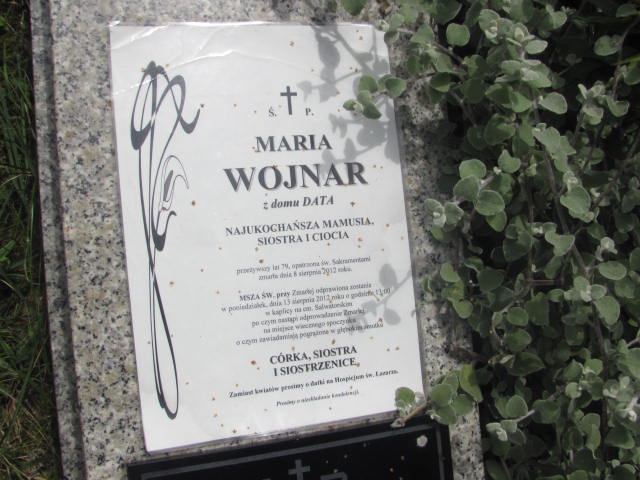 Ś. P.
MARIA
WOJNAR
z domu DATA
NAJUKOCHAŃSZA MAMUSIA,
SIOSTRA I CIOCIA
przeżywszy lat 79, opatrzona św. Sakramentami
zmarła dnia 8 sierpnia 2012 roku.
MSZA ŚW. przy Zmarłej odprawiona zostanie
w poniedziałek, dnia 13 sierpnia 2012 roku o godzinie 13:00
w kaplicy na cm. Salwatorskim
po czym nastąpi odprowadzenie Zmarłej
na miejsce wiecznego spoczynku
o czym zawiadamiają pogrążone w głębokim smutku
CÓRKA, SIOSTRA
I SIOSTRZENICE
Zamiast kwiatów prosimy o datki na Hospicjum św. Łazarza.
Prosimy o nieskładanie kondolencji.